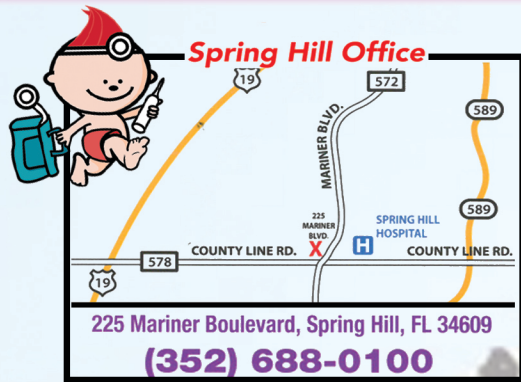 Spring Hill Office
19
572
589
MARINER BLVD.
589
225
MARINER
BLVD.
X
H
SPRING HILL
HOSPITAL
COUNTY LINE RD.
COUNTY LINE RD.
578
19
225 Mariner Boulevard, Spring Hill, FL 34609
(352) 688-0100